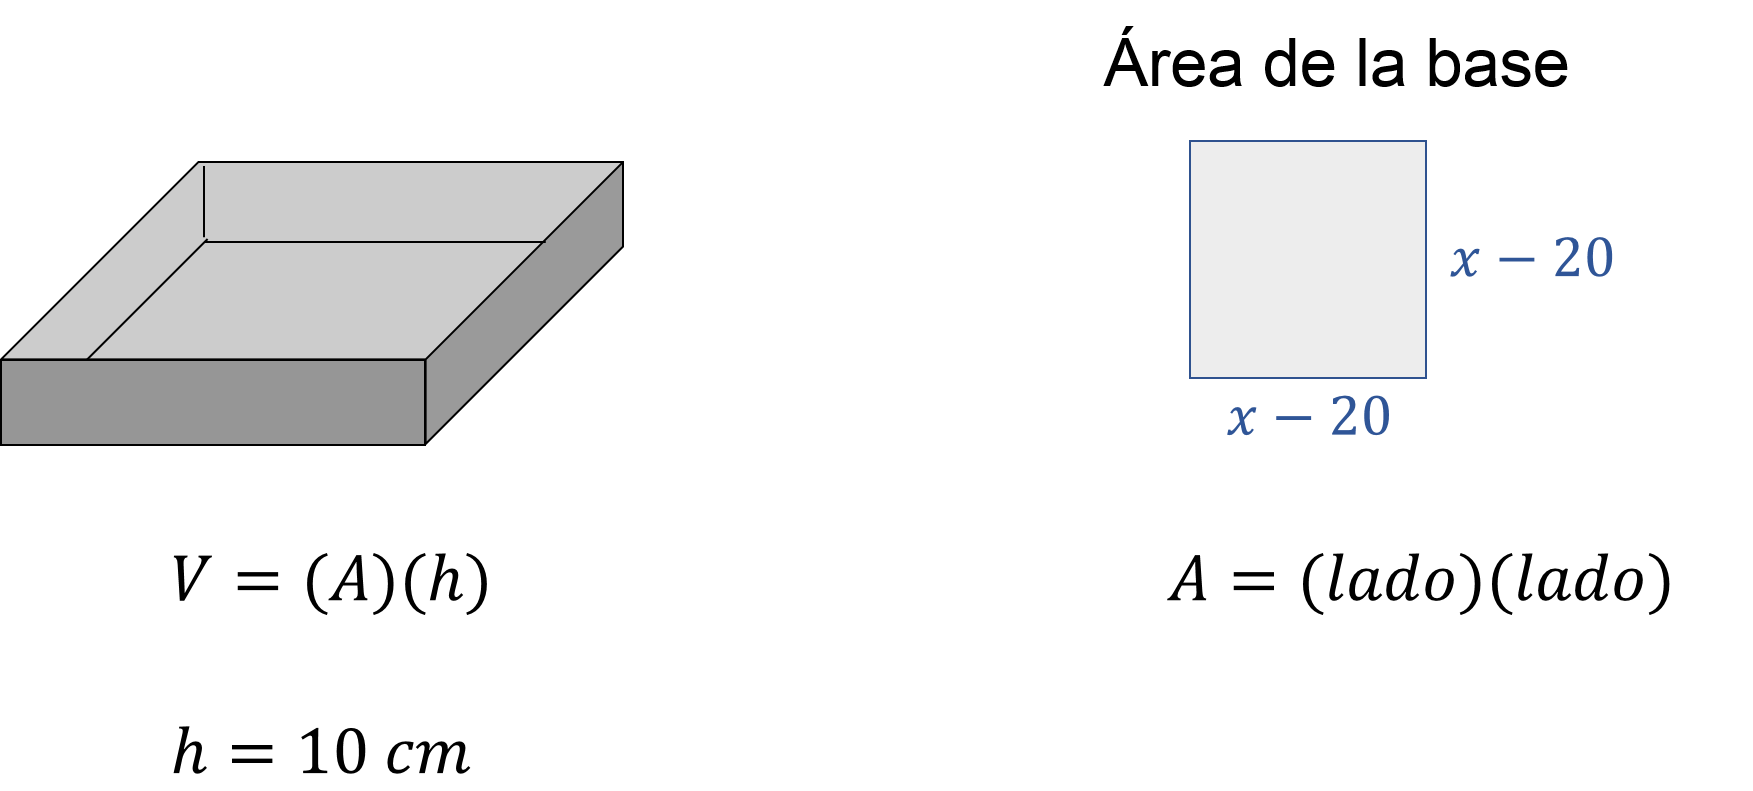 Área de la base
x − 20
x − 20
V = (A)(h)
A = (lado)(lado)
h = 10 cm